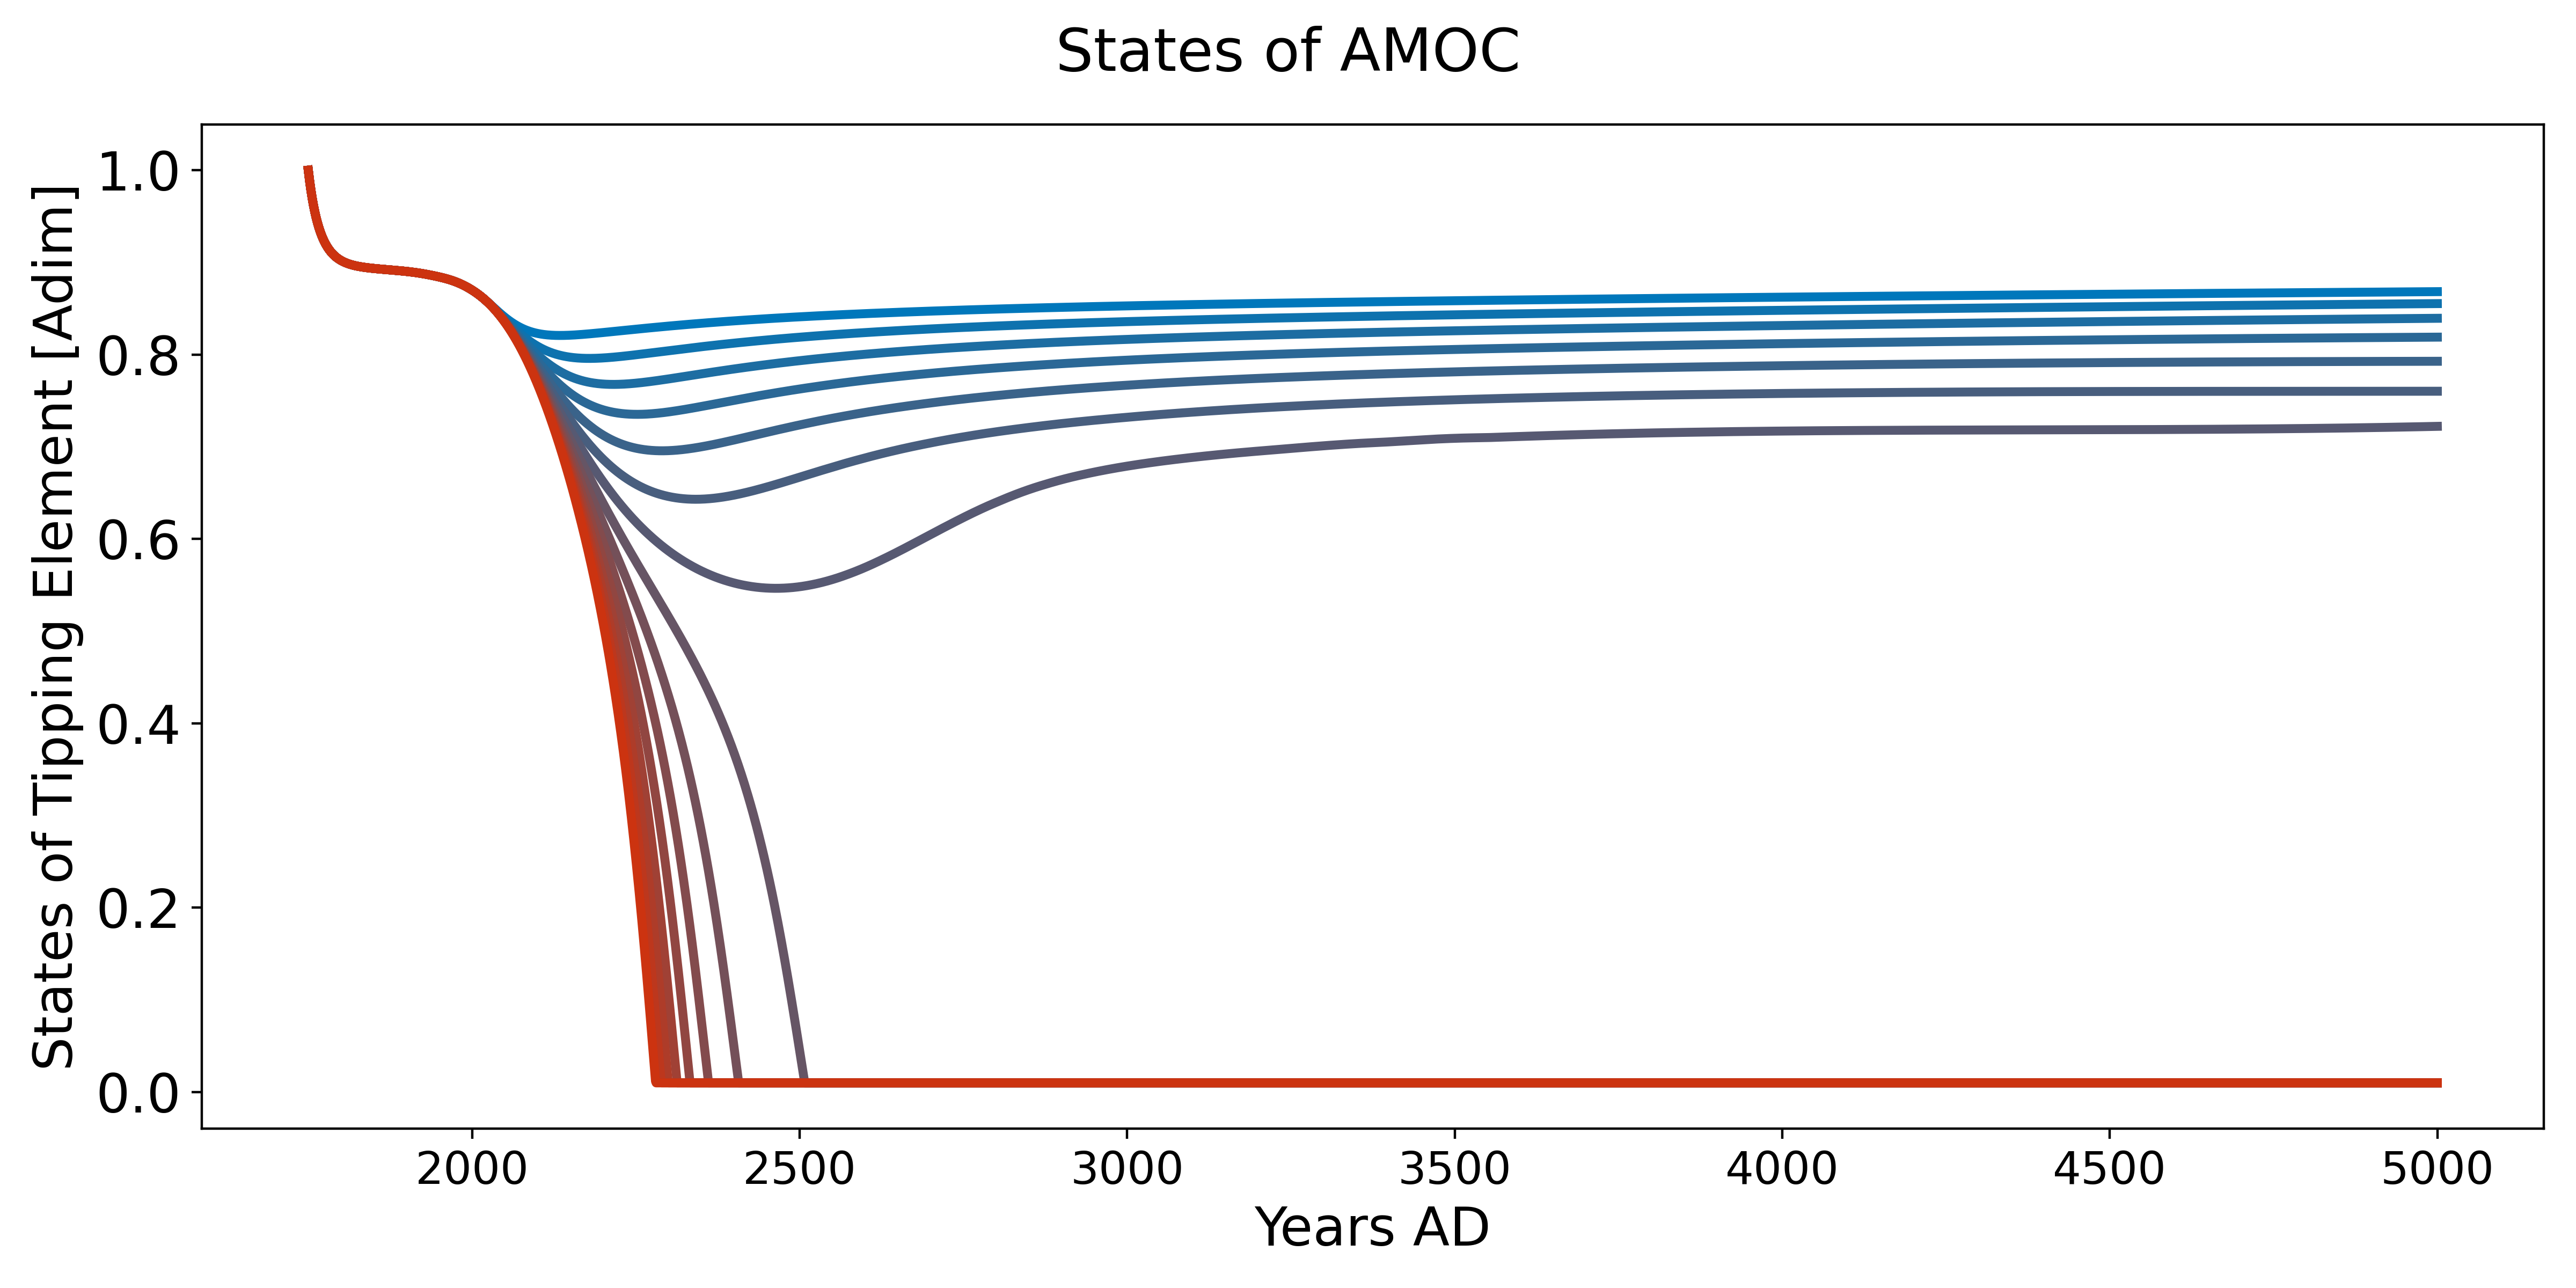 States of AMOC
States of Tipping Element [Adim]
1.0
0.8
0.6
0.4
0.2
0.0
2000 2500 3000 3500 4000 4500 5000
Years AD